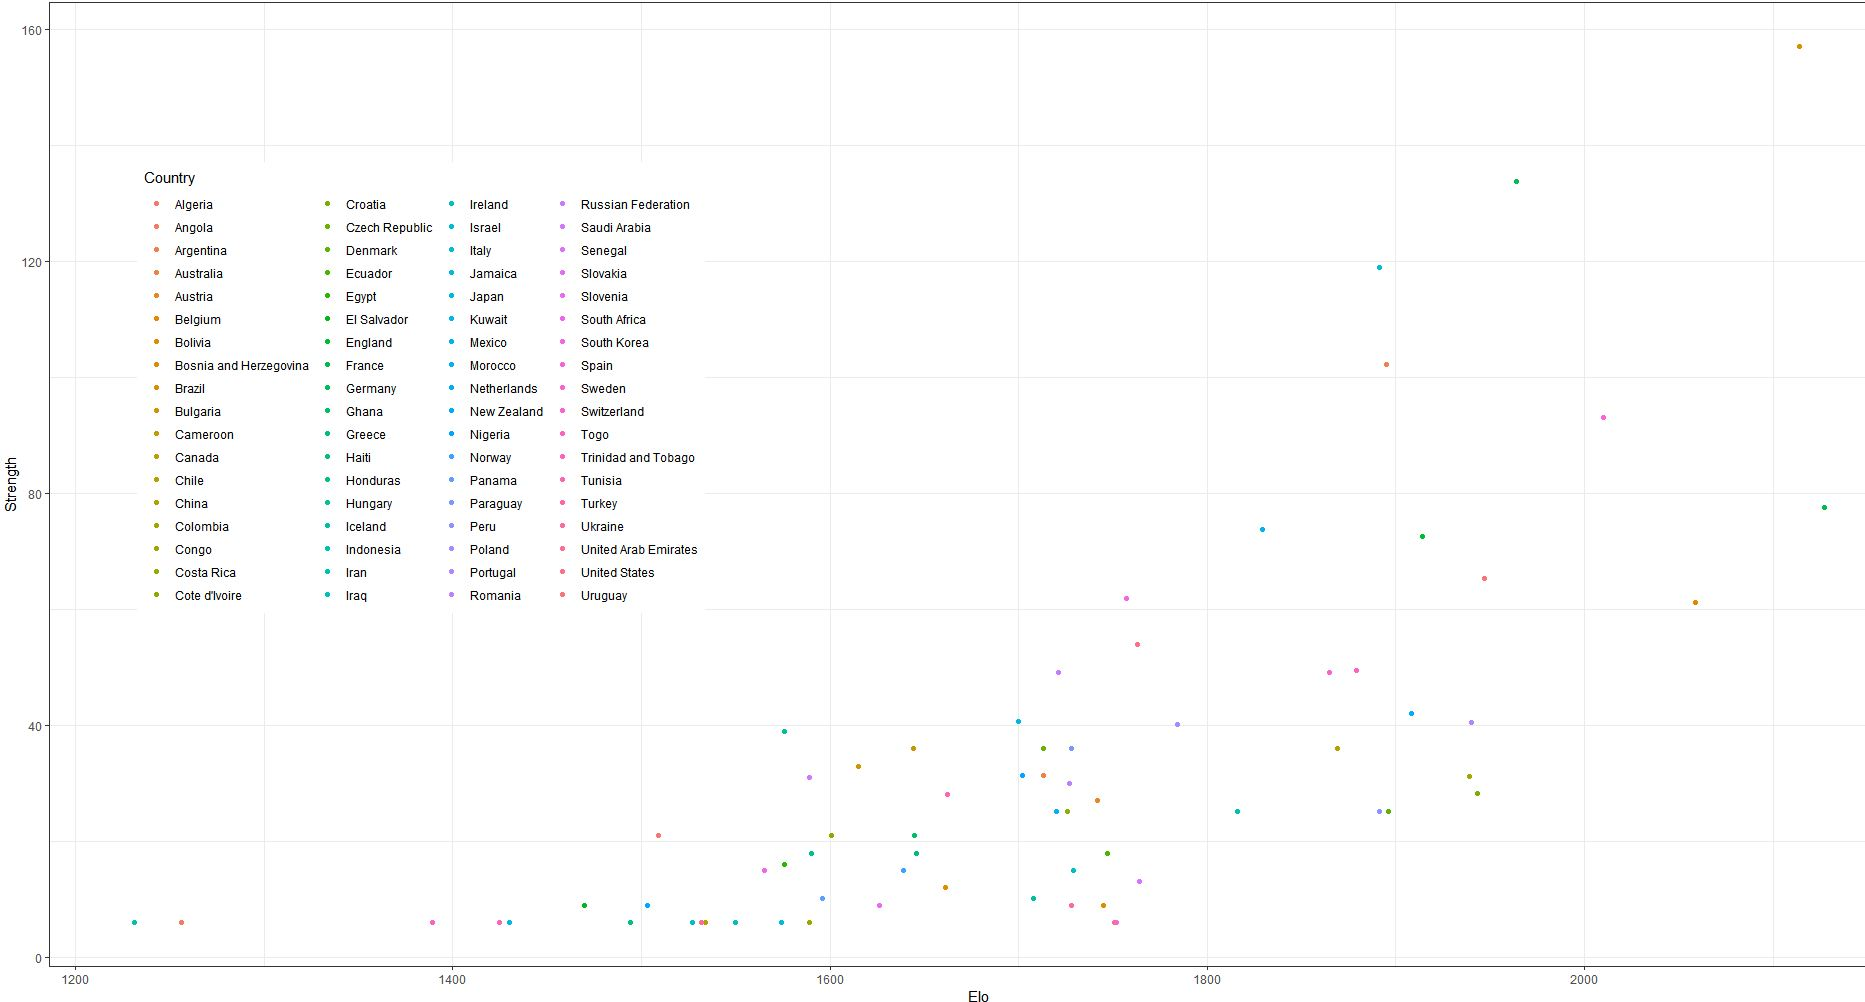 160
120
80
40
0
Strength
Country
Algeria
Angola
Argentina
Australia
Austria
Belgium
Bolivia
Bosnia and Herzegovina
Brazil
Bulgaria
Cameroon
Canada
Chile
China
Colombia
Congo
Costa Rica
Cote d'Ivoire
Croatia
Czech Republic
Denmark
Ecuador
Egypt
El Salvador
England
France
Germany
Ghana
Greece
Haiti
Honduras
Hungary
Iceland
Indonesia
Iran
Iraq
Ireland
Israel
Italy
Jamaica
Japan
Kuwait
Mexico
Morocco
Netherlands
New Zealand
Nigeria
Norway
Panama
Paraguay
Peru
Poland
Portugal
Romania
Russian Federation
Saudi Arabia
Senegal
Slovakia
Slovenia
South Africa
South Korea
Spain
Sweden
Switzerland
Togo
Trinidad and Tobago
Tunisia
Turkey
Ukraine
United Arab Emirates
United States
Uruguay
1200
1400
1600
1800
2000
Elo